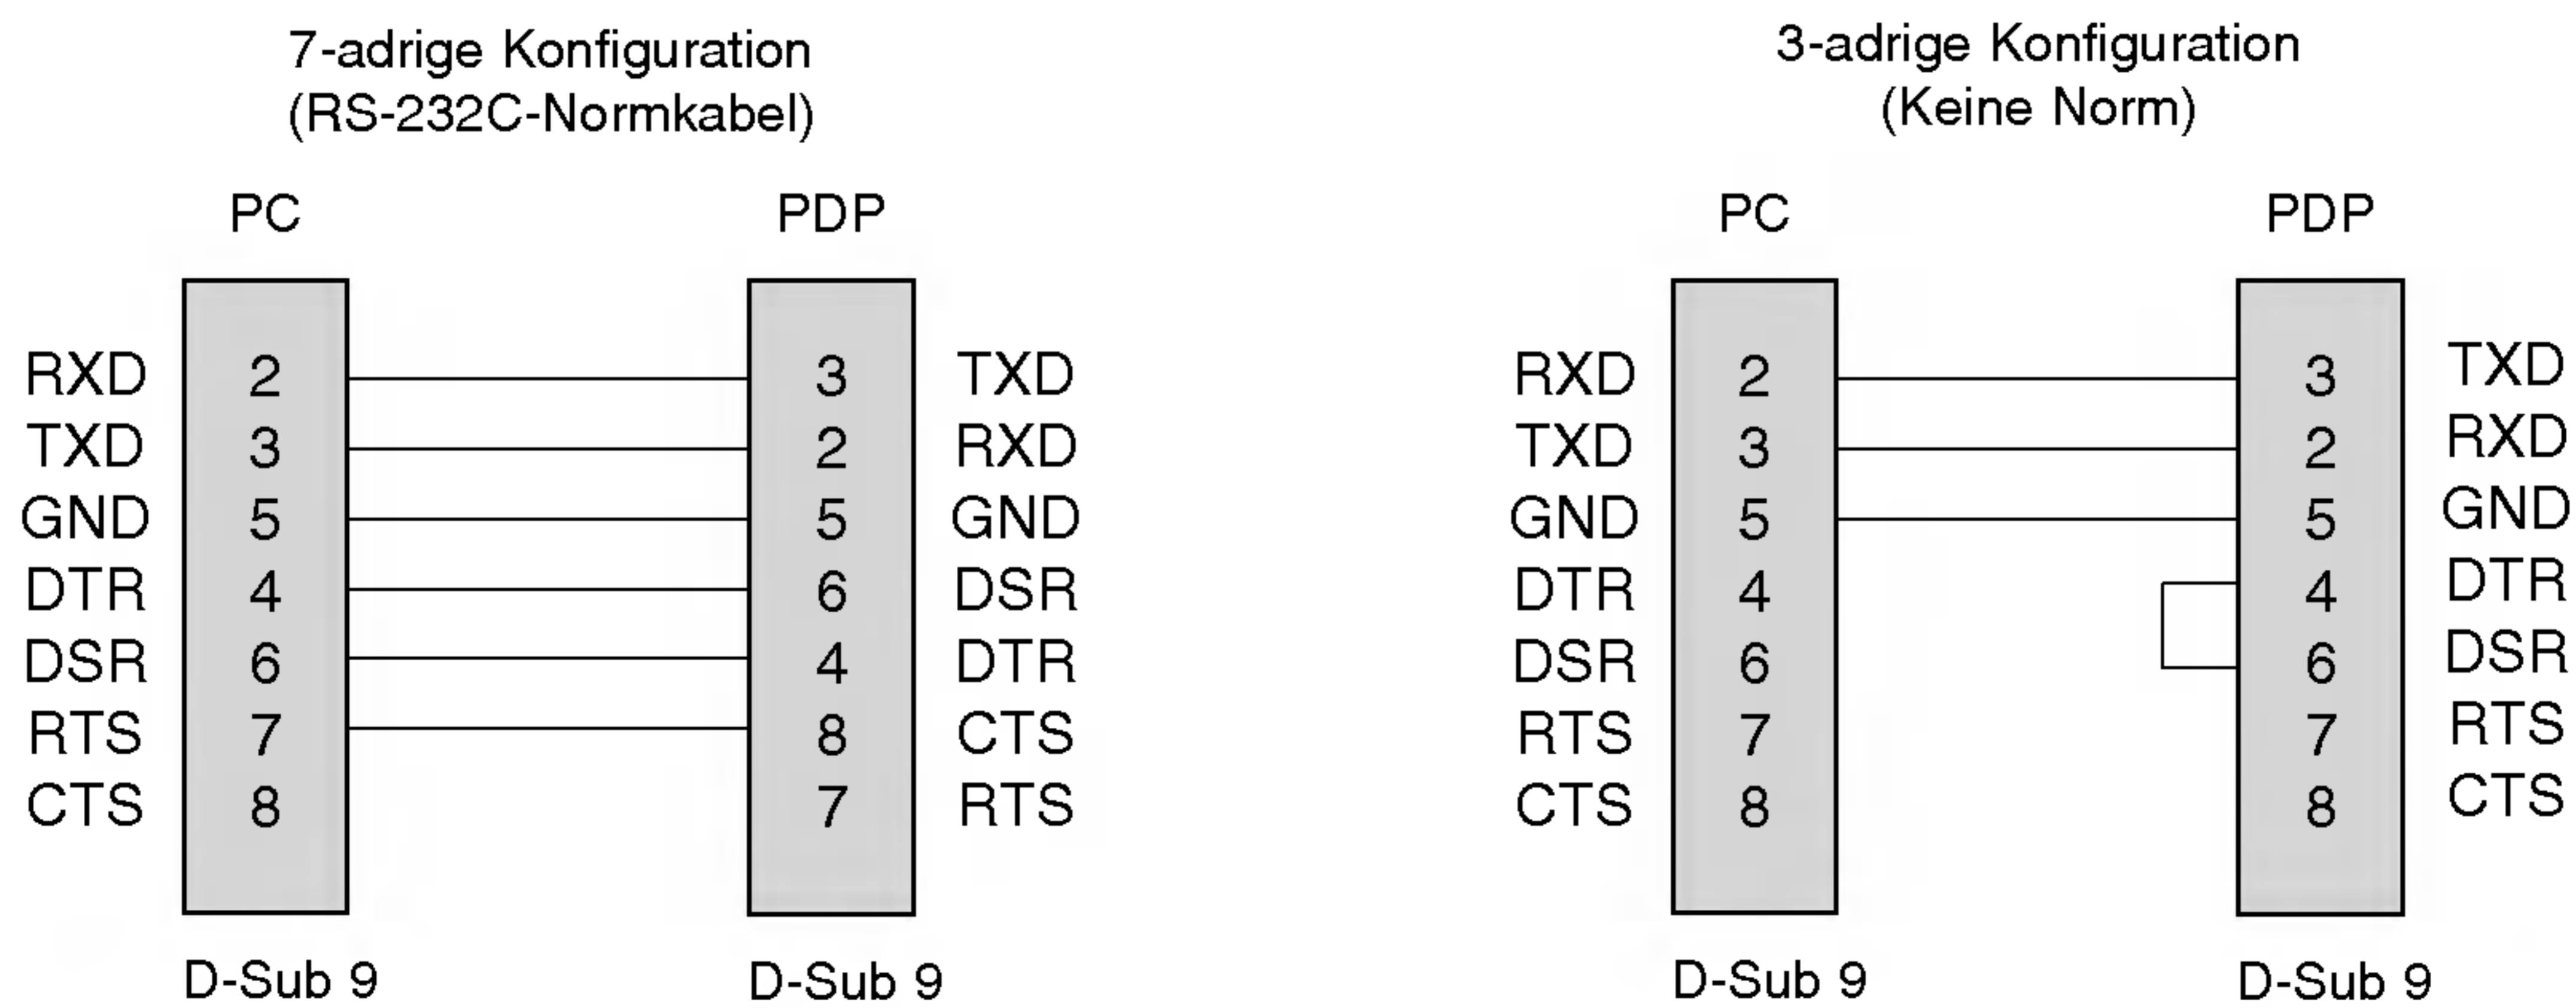 7-adrige Konfiguration
(RS-232C-Normkabel)
PC PDP
RXD 2 3 TXD
TXD 3 2 RXD
GND 5 5 GND
DTR 4 6 DSR
DSR 6 4 DTR
RTS 7 8 CTS
CTS 8 7 RTS
D-Sub 9 D-Sub 9
3-adrige Konfiguration
(Keine Norm)
PC PDP
RXD 2 3 TXD
TXD 3 2 RXD
GND 5 5 GND
DTR 4 4 DTR
DSR 6 6 DSR
RTS 7 7 RTS
CTS 8 8 CTS
D-Sub 9 D-Sub 9